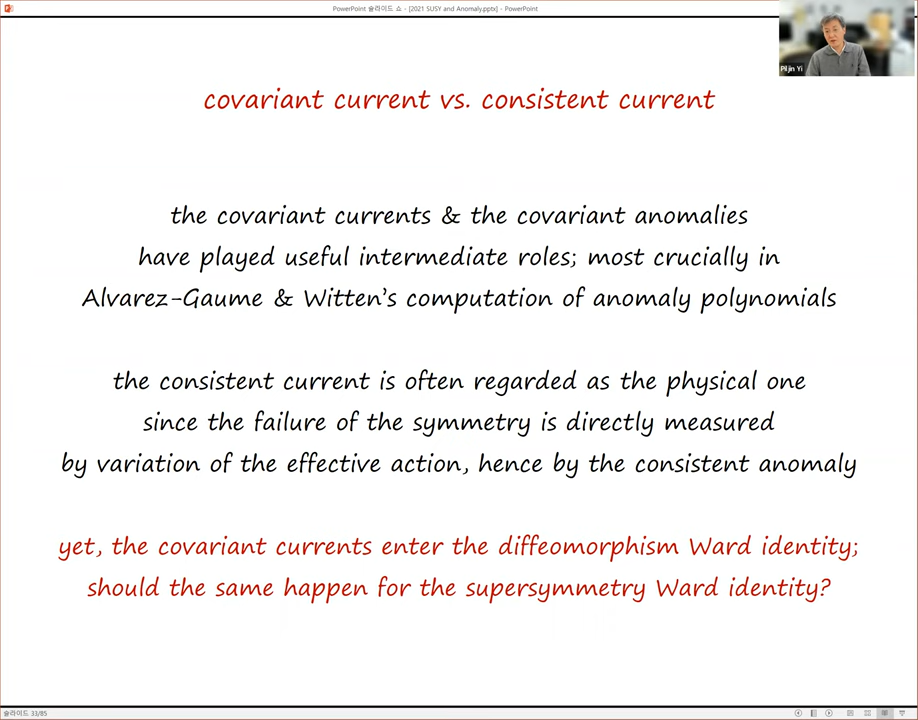 PowerPoint 슬라이드 쇼 - [2021 SUSY and Anomaly.pptx] - PowerPoint
Piljin Yi
covariant current vs. consistent current
the covariant currents & the covariant anomalies
have played useful intermediate roles; most crucially in
Alvarez-Gaume & Witten's computation of anomaly polynomials
the consistent current is often regarded as the physical one
since the failure of the symmetry is directly measured
by variation of the effective action, hence by the consistent anomaly
yet, the covariant currents enter the diffeomorphism Ward identity;
should the same happen for the supersymmetry Ward identity?
슬라이드 33/85